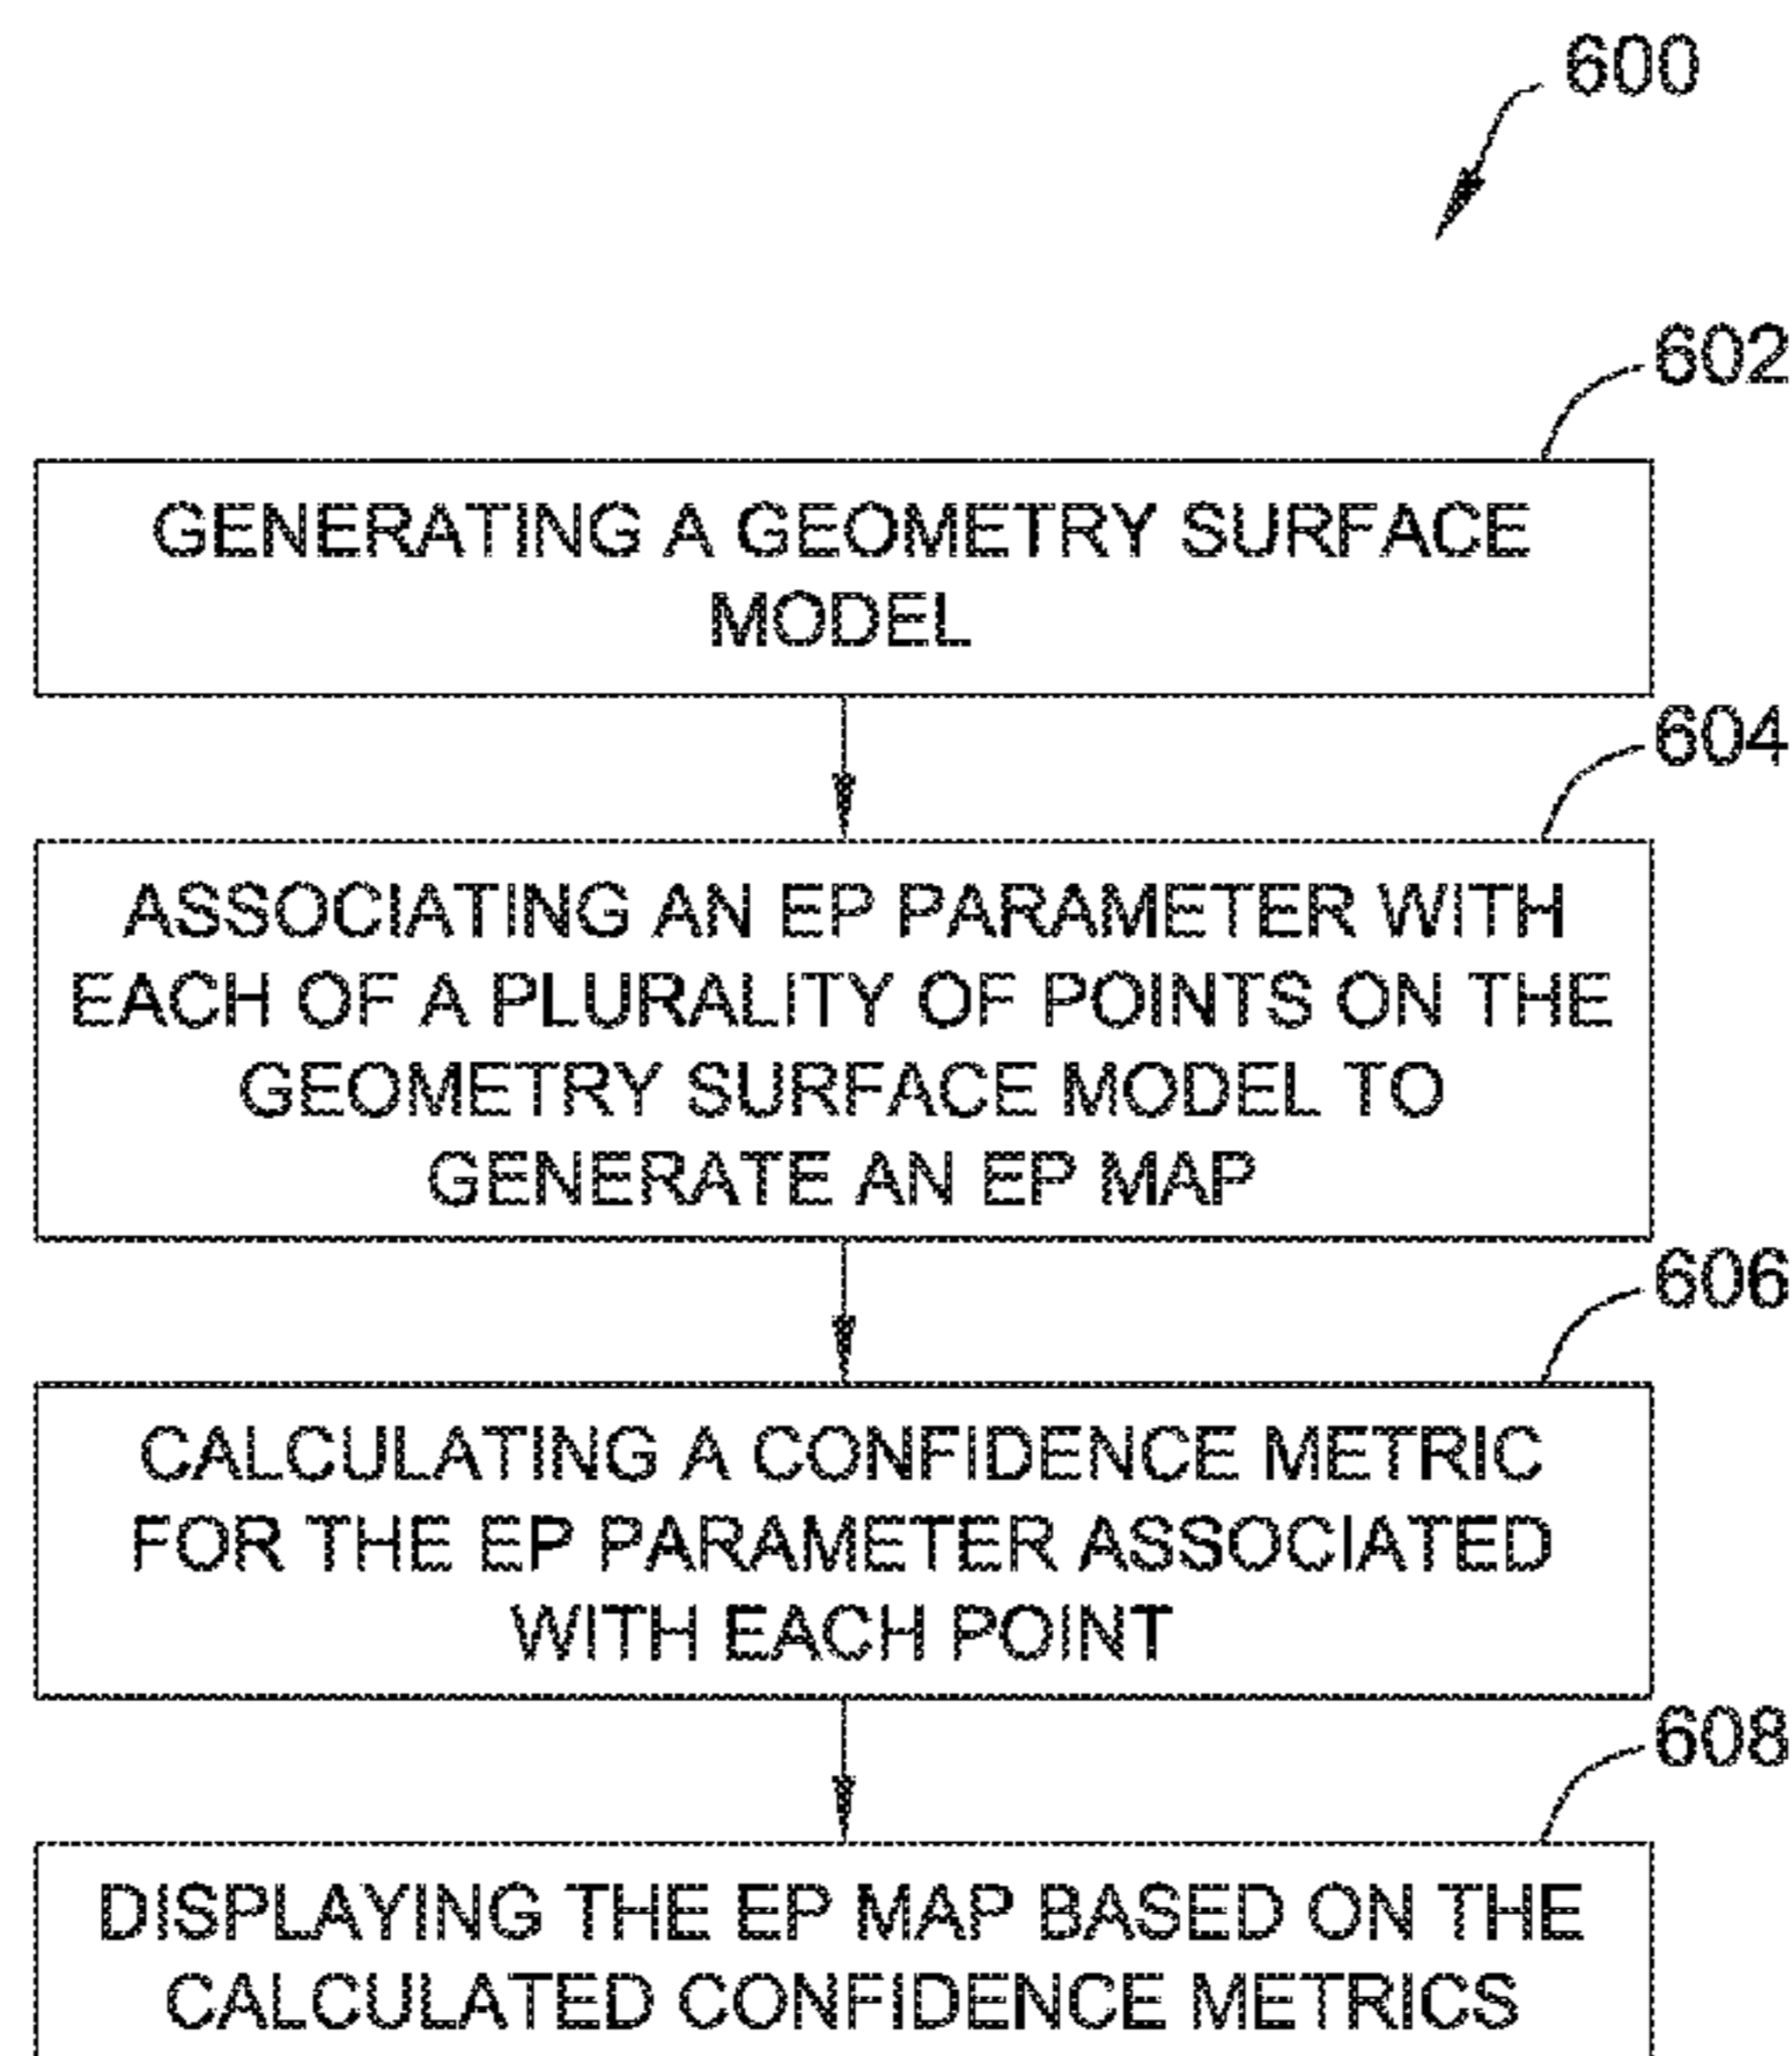 600
602
GENERATING A GEOMETRY SURFACE
MODEL
604
ASSOCIATING AN EP PARAMETER WITH
EACH OF A PLURALITY OF POINTS ON THE
GEOMETRY SURFACE MODEL TO
GENERATE AN EP MAP
606
CALCULATING A CONFIDENCE METRIC
FOR THE EP PARAMETER ASSOCIATED
WITH EACH POINT
608
DISPLAYING THE EP MAP BASED ON THE
CALCULATED CONFIDENCE METRICS